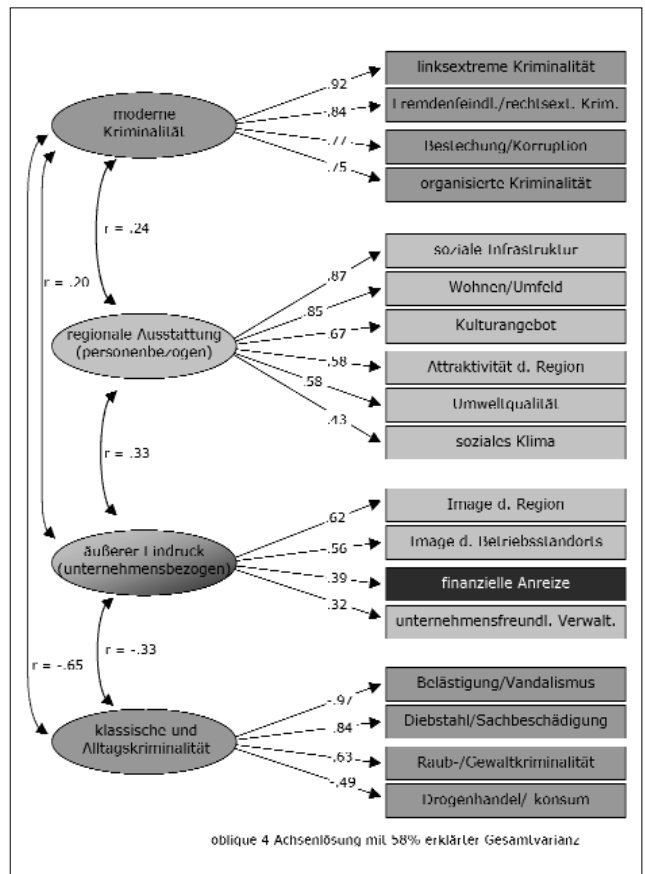 moderne
Kriminalität
.92
.84
.77
.75
linksextreme Kriminalität
Fremdenfeindl./rechtsext. Krim.
Bestechung/Korruption
organisierte Kriminalität
r = .24
r = .20
regionale Ausstattung
(personenbezogen)
.87
.85
.67
.58
.58
.43
soziale Infrastruktur
Wohnen/Umfeld
Kulturangebot
Attraktivität d. Region
Umweltqualität
soziales Klima
r = .33
äußerer Eindruck
(unternehmensbezogen)
.62
.56
.39
.32
Image d. Region
Image d. Betriebsstandorts
finanzielle Anreize
unternehmensfreundl. Verwalt.
r = -.33
r = -.65
klassische und
Alltagskriminalität
-.97
.84
.63
-.49
Belästigung/Vandalismus
Diebstahl/Sachbeschädigung
Raub-/Gewaltkriminalität
Drogenhandel/ konsum
oblique 4 Achsenlösung mit 58% erklärter Gesamtvarianz